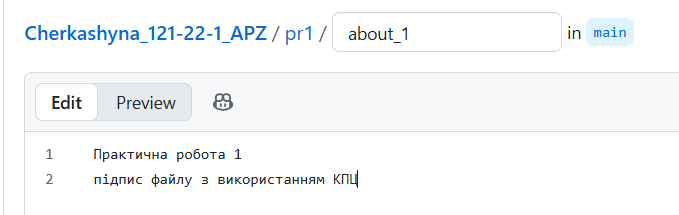 Cherkashyna_121-22-1_APZ / pr1 / about_1 in main
Edit Preview
1 Практична робота 1
2 підпис файлу з використанням КПЦ